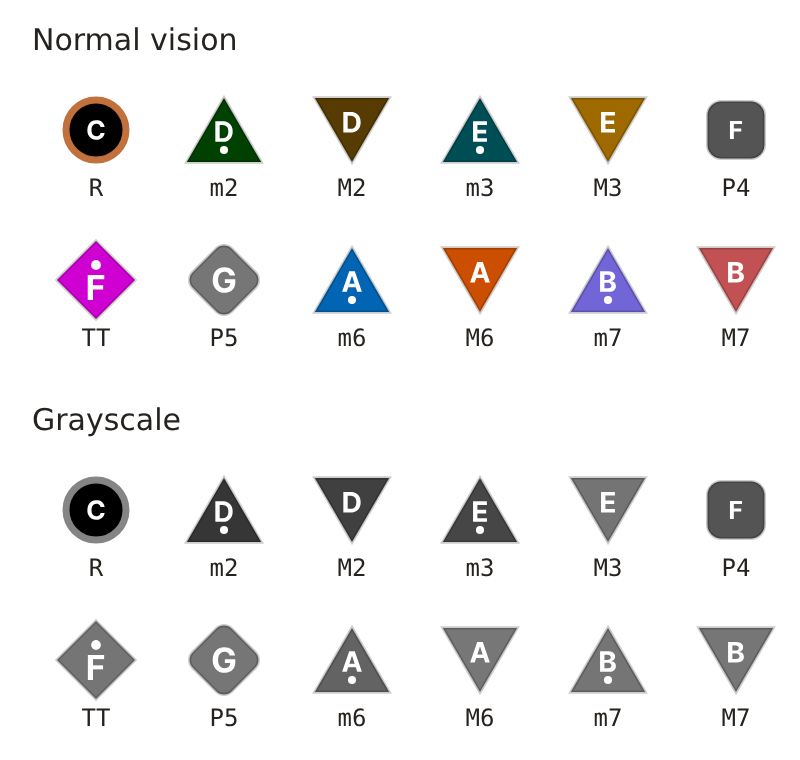 Normal vision
C Ḍ D Ẹ E F
R m2 M2 m3 M3 P4
Ḟ G Ạ A Ḅ B
TT P5 m6 M6 m7 M7
Grayscale
C Ḍ D Ẹ E F
R m2 M2 m3 M3 P4
Ḟ G Ạ A Ḅ B
TT P5 m6 M6 m7 M7